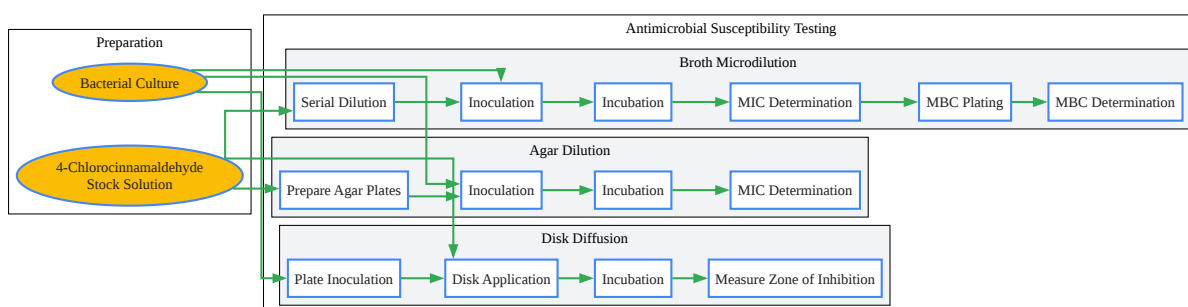 Antimicrobial Susceptibility Testing
Preparation
Bacterial Culture
4-Chlorocinnamaldehyde
Stock Solution
Broth Microdilution
Serial Dilution
Inoculation
Incubation
MIC Determination
MBC Plating
MBC Determination
Agar Dilution
Prepare Agar Plates
Inoculation
Incubation
MIC Determination
Disk Diffusion
Plate Inoculation
Disk Application
Incubation
Measure Zone of Inhibition